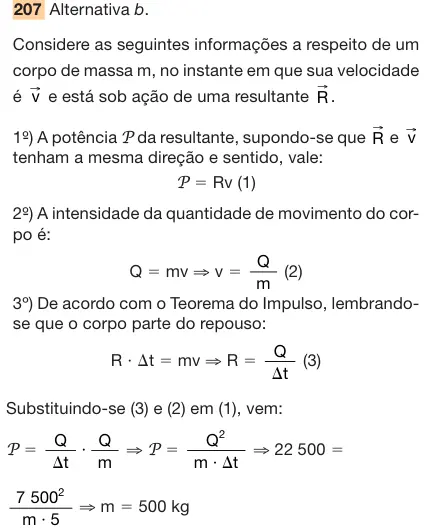 207 Alternativa b.
Considere as seguintes informações a respeito de um
corpo de massa m, no instante em que sua velocidade
é v⃗ e está sob ação de uma resultante R⃗.
1º) A potência 𝒫 da resultante, supondo-se que R⃗ e v⃗
tenham a mesma direção e sentido, vale:
𝒫 = Rv (1)
2º) A intensidade da quantidade de movimento do cor-
po é:
Q = mv ⇒ v = Q/m (2)
3º) De acordo com o Teorema do Impulso, lembrando-
se que o corpo parte do repouso:
R · Δt = mv ⇒ R = Q/Δt (3)
Substituindo-se (3) e (2) em (1), vem:
𝒫 = Q/Δt · Q/m ⇒ 𝒫 = Q²/(m · Δt) ⇒ 22 500 =
7 500²/(m · 5) ⇒ m = 500 kg